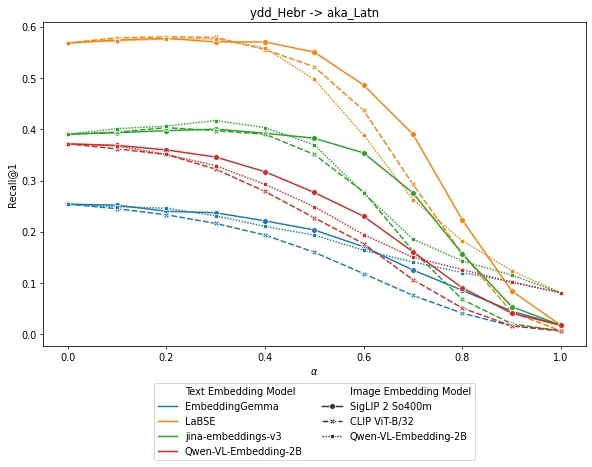 ydd_Hebr -> aka_Latn
Recall@1
0.6
0.5
0.4
0.3
0.2
0.1
0.0
0.0 0.2 0.4 0.6 0.8 1.0
α
Text Embedding Model Image Embedding Model
EmbeddingGemma SigLIP 2 So400m
LaBSE CLIP ViT-B/32
jina-embeddings-v3 Qwen-VL-Embedding-2B
Qwen-VL-Embedding-2B